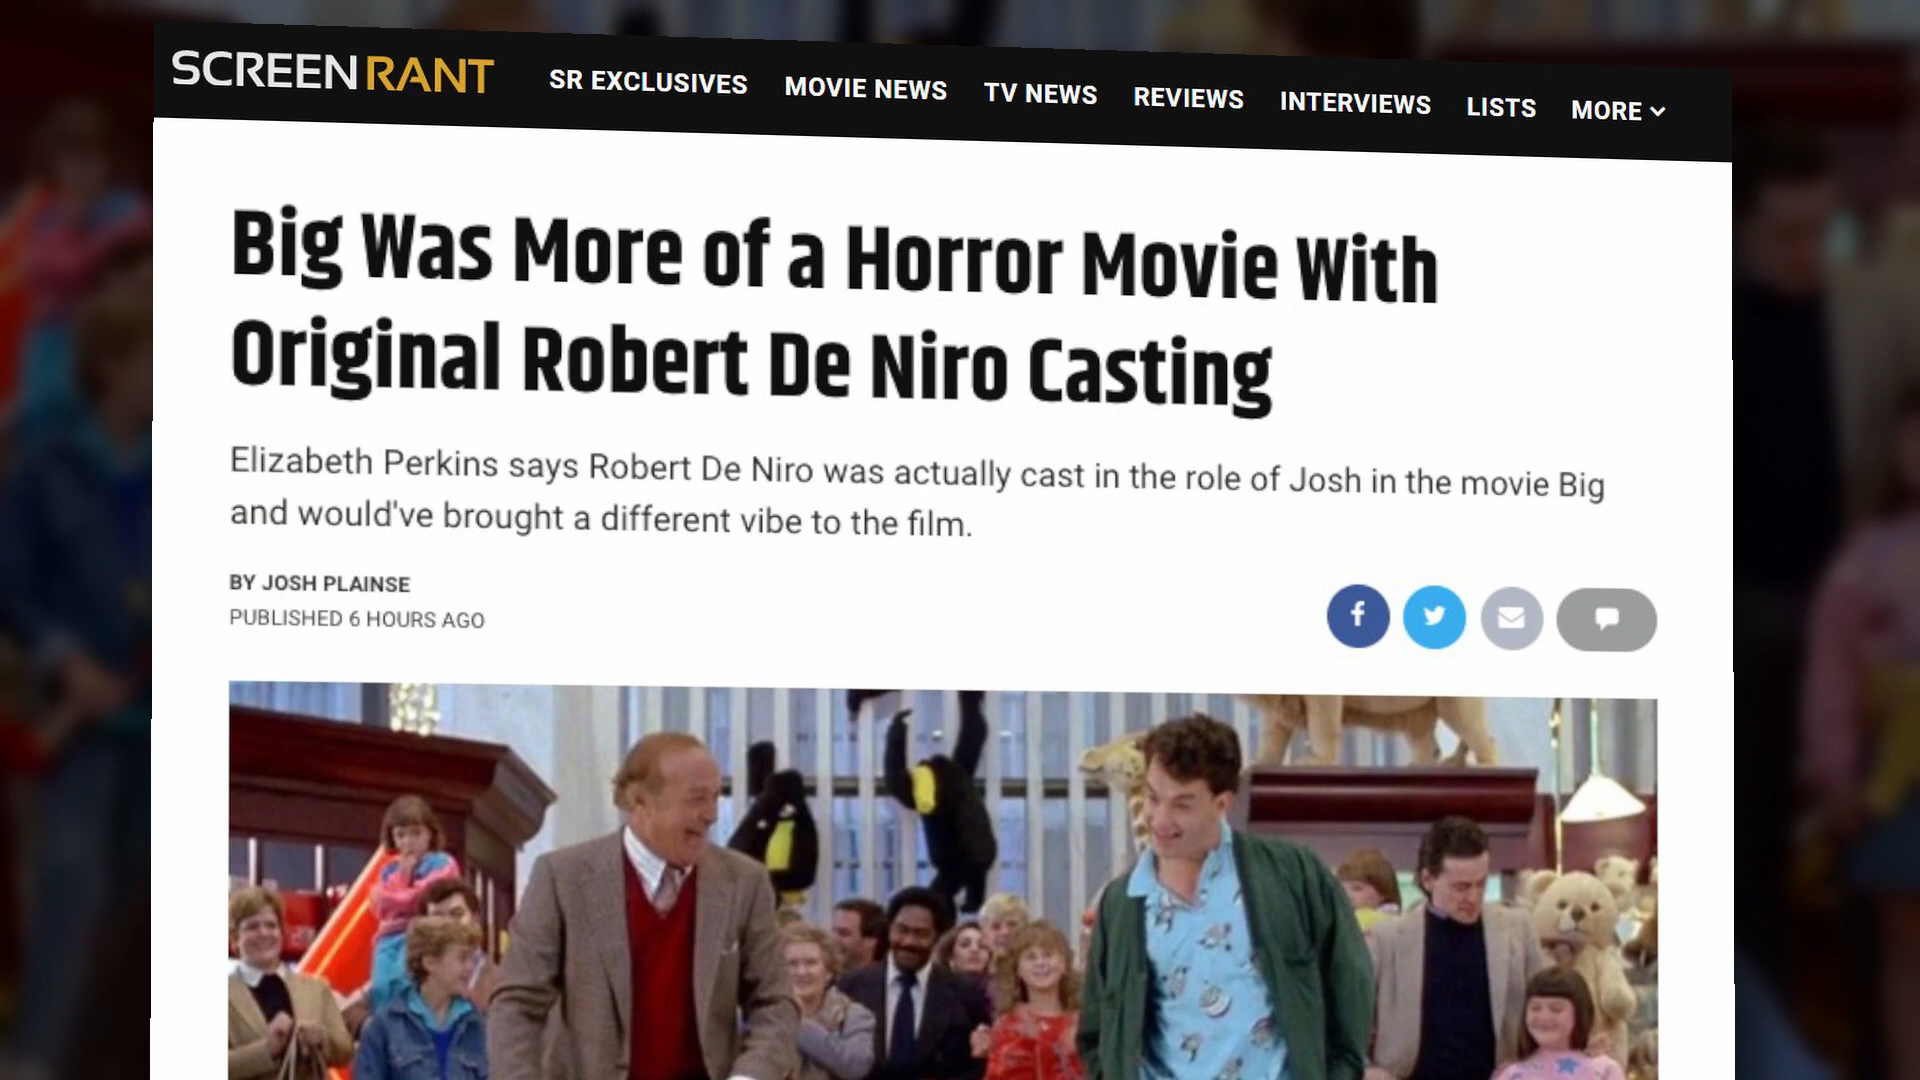 SCREENRANT SR EXCLUSIVES MOVIE NEWS TV NEWS REVIEWS INTERVIEWS LISTS MORE
Big Was More of a Horror Movie With
Original Robert De Niro Casting
Elizabeth Perkins says Robert De Niro was actually cast in the role of Josh in the movie Big
and would've brought a different vibe to the film.
BY JOSH PLAINSE
PUBLISHED 6 HOURS AGO